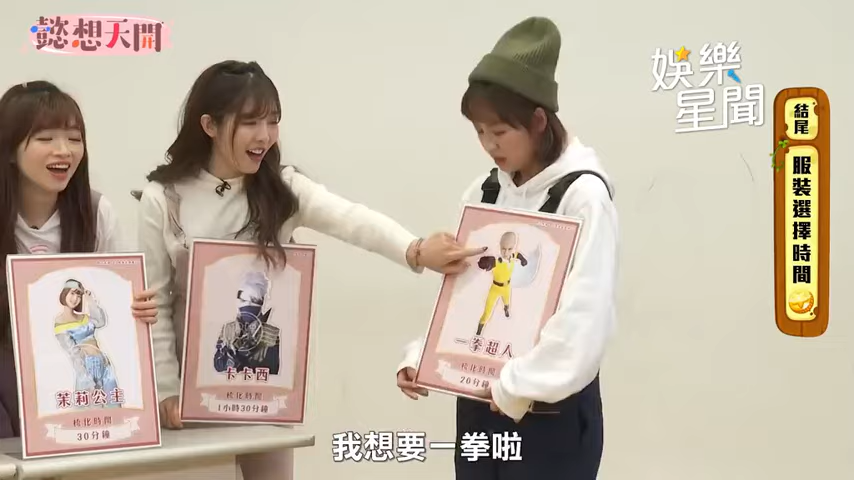 懿想天開
娛樂
星聞
結尾
服裝選擇時間
茉莉公主
梳化時間
30分鐘
卡卡西
梳化時間
1小時30分鐘
一拳超人
梳化時間
20分鐘
我想要一拳啦